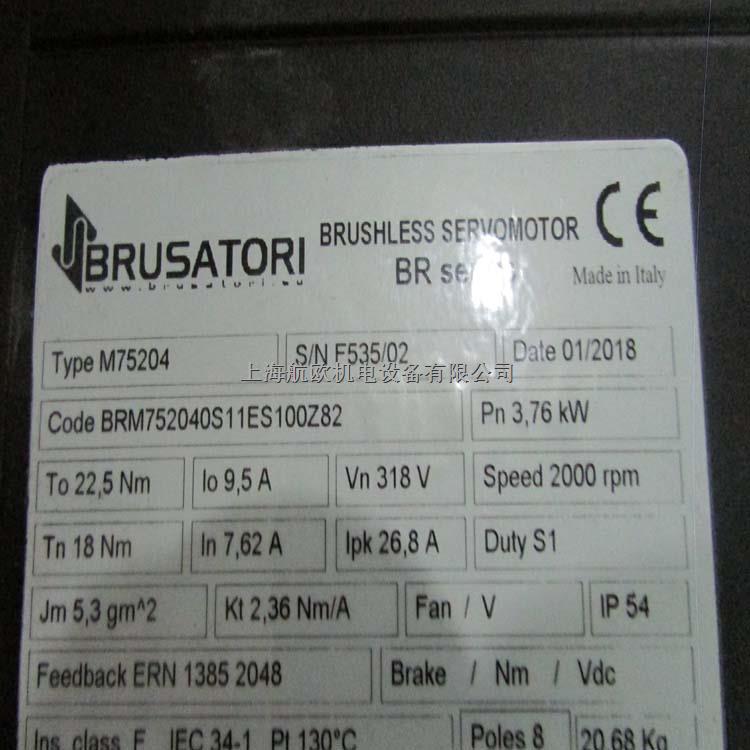 BRUSATORI
www.brusatori.eu
BRUSHLESS SERVOMOTOR
BR
CE
Made in Italy
Type M75204
S/N F535/02
Date 01/2018
上海航欧机电设备有限公司
Code BRM752040S11ES100Z82
Pn 3,76 kW
To 22,5 Nm
Io 9,5 A
Vn 318 V
Speed 2000 rpm
Tn 18 Nm
In 7,62 A
Ipk 26,8 A
Duty S1
Jm 5,3 gm^2
Kt 2,36 Nm/A
Fan / V
IP 54
Feedback ERN 1385 2048
Brake / Nm / Vdc
Ins. class F IEC 34-1 Pt 130°C
Poles 8
20,68 Kg